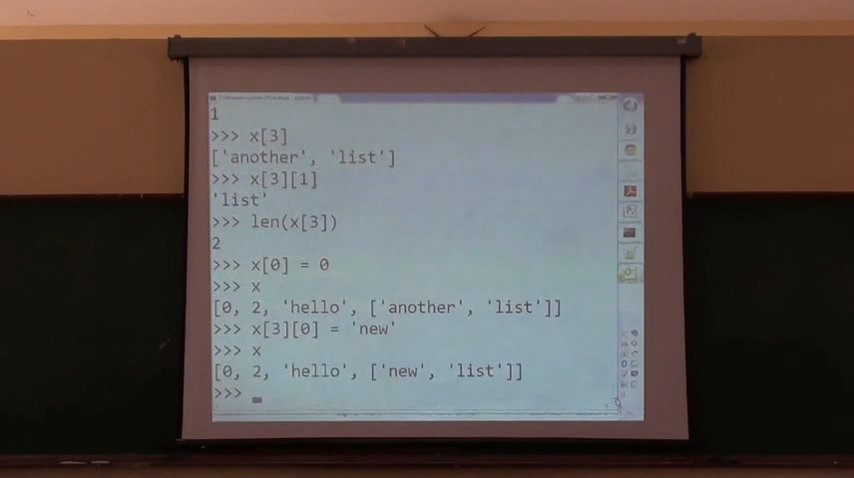 1
>>> x[3]
['another', 'list']
>>> x[3][1]
'list'
>>> len(x[3])
2
>>> x[0] = 0
>>> x
[0, 2, 'hello', ['another', 'list']]
>>> x[3][0] = 'new'
>>> x
[0, 2, 'hello', ['new', 'list']]
>>>